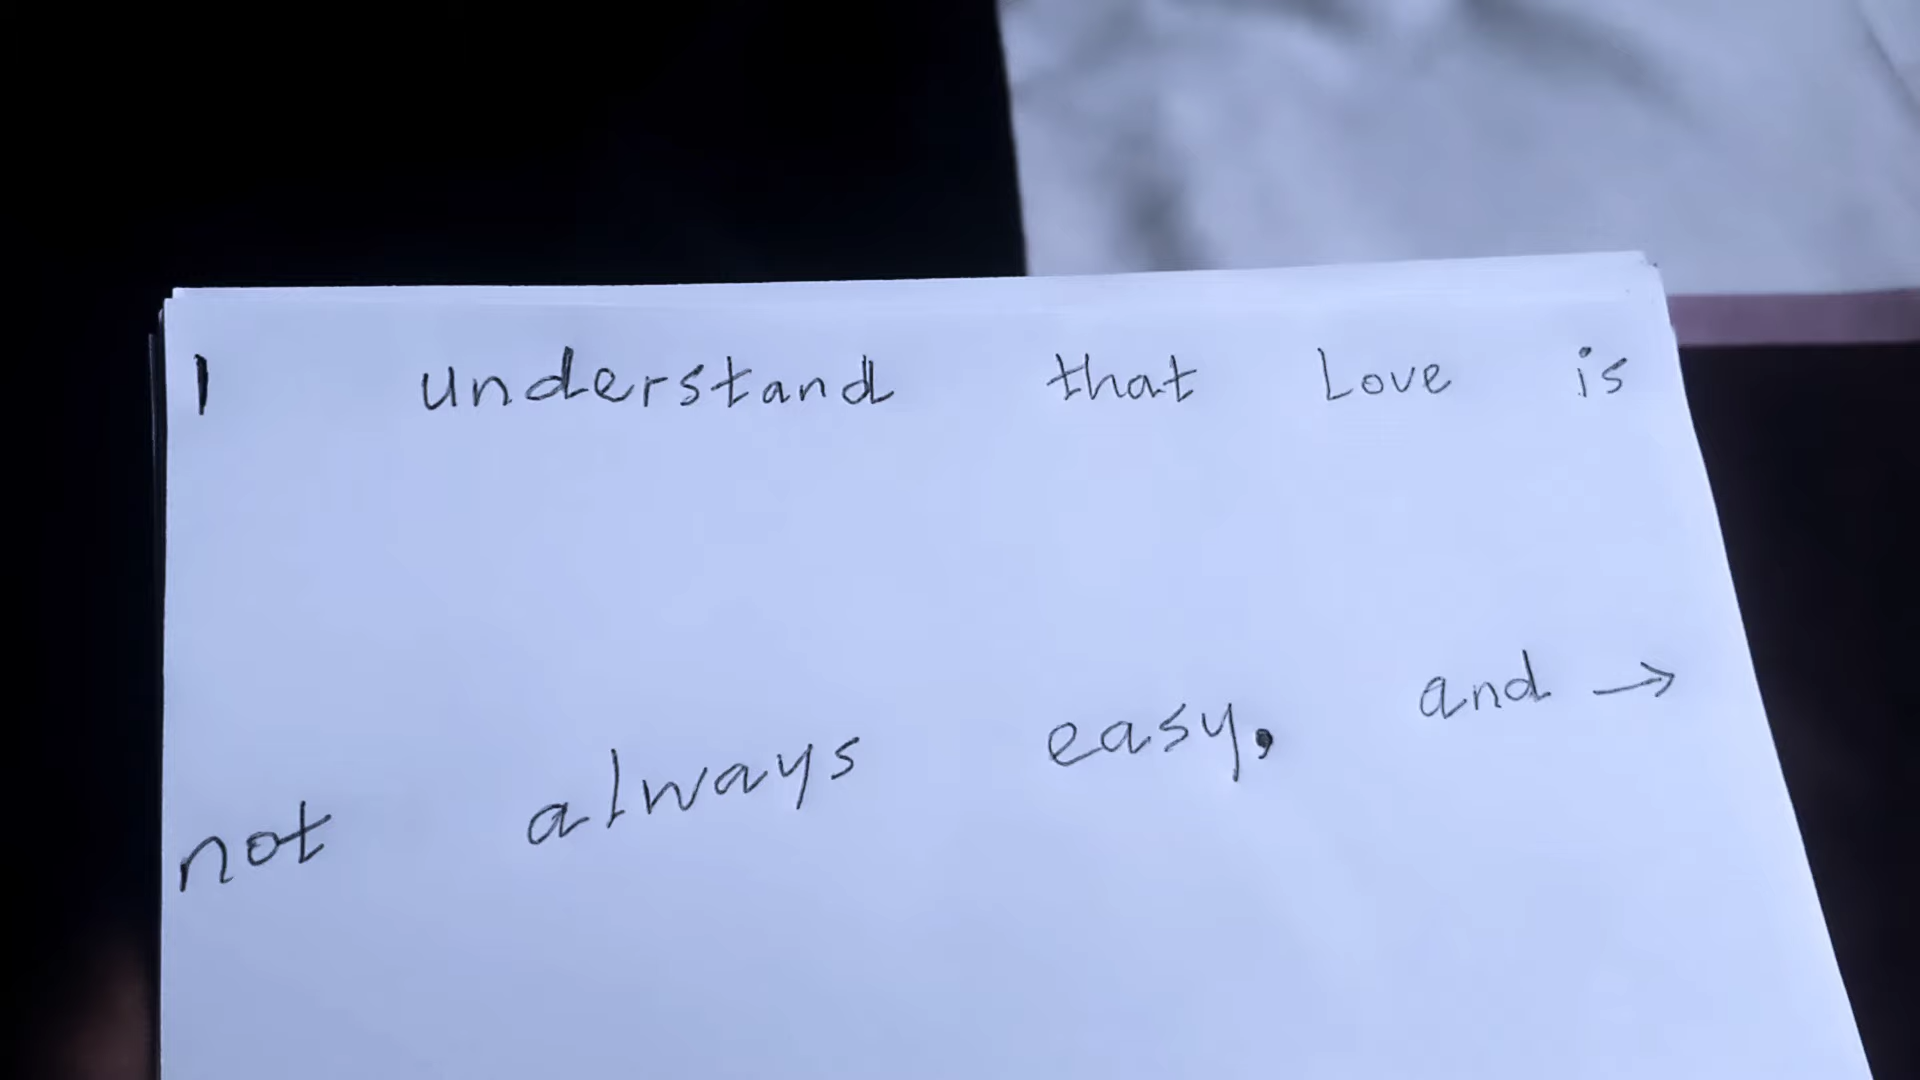 I understand that Love is
not always easy, and →